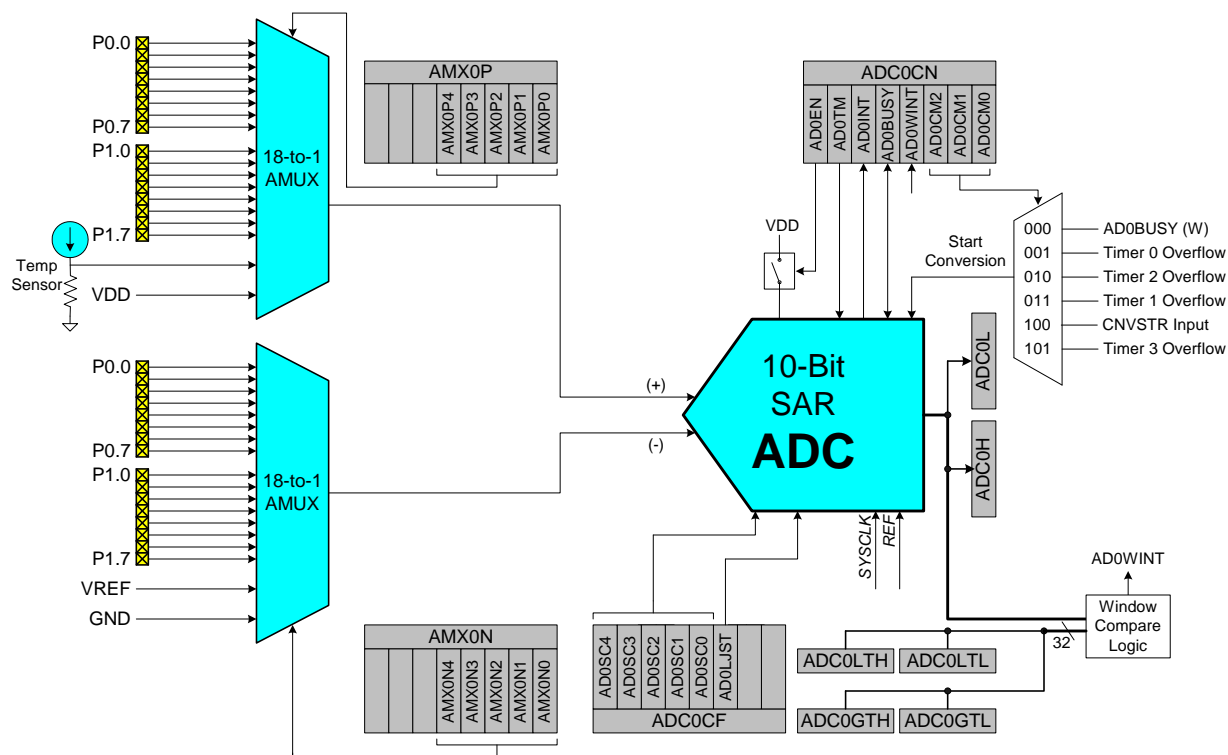 P0.0
P0.7
P1.0
P1.7
18-to-1
AMUX
Temp
Sensor
VDD
AMX0P
AMX0P4
AMX0P3
AMX0P2
AMX0P1
AMX0P0
ADC0CN
AD0EN
AD0TM
AD0INT
AD0BUSY
AD0WINT
AD0CM2
AD0CM1
AD0CM0
VDD
Start
Conversion
000 AD0BUSY (W)
001 Timer 0 Overflow
010 Timer 2 Overflow
011 Timer 1 Overflow
100 CNVSTR Input
101 Timer 3 Overflow
P0.0
P0.7
P1.0
P1.7
18-to-1
AMUX
VREF
GND
(+)
(-)
10-Bit
SAR
ADC
ADC0L
ADC0H
SYSCLK
REF
AMX0N
AMX0N4
AMX0N3
AMX0N2
AMX0N1
AMX0N0
AD0SC4
AD0SC3
AD0SC2
AD0SC1
AD0SC0
AD0LJST
ADC0CF
AD0WINT
Window
Compare
Logic
32
ADC0LTH
ADC0LTL
ADC0GTH
ADC0GTL